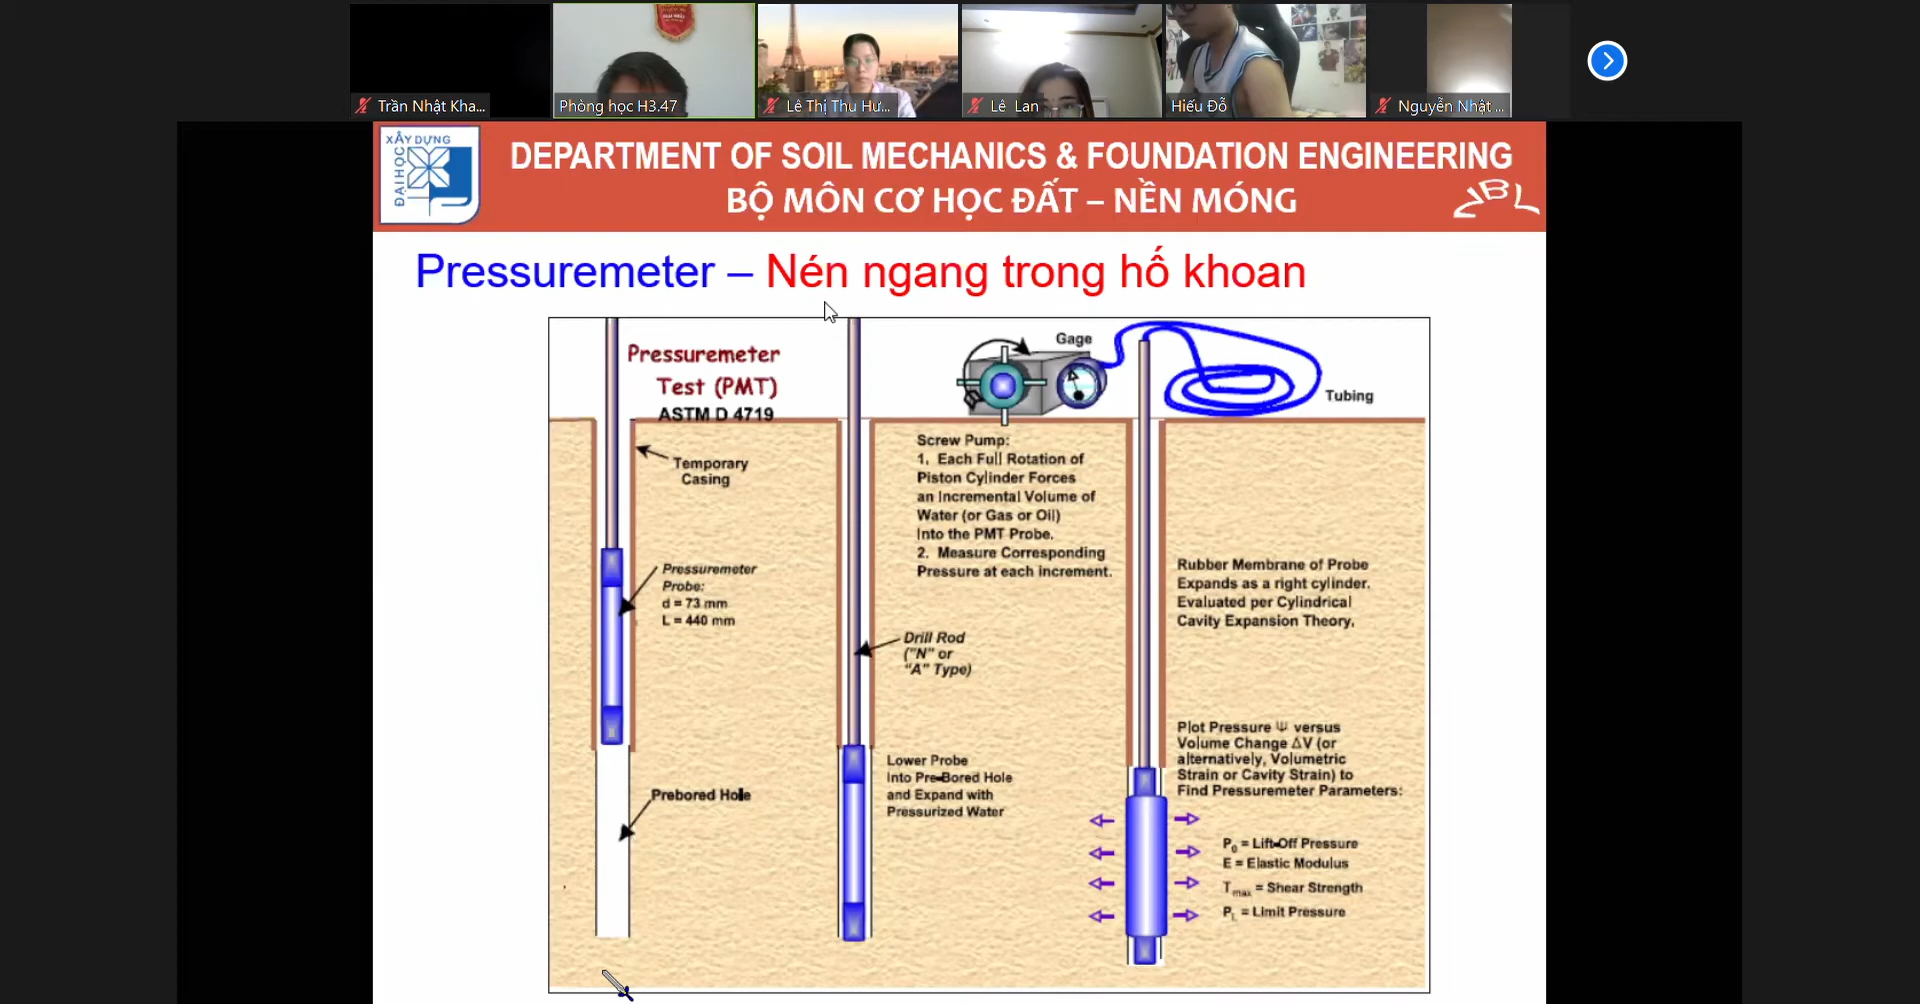 Trần Nhật Kha...
Phòng học H3.47
Lê Thị Thu Hư...
Lê Lan
Hiếu Đỗ
Nguyễn Nhật ...
XÂY DỰNG
ĐẠI HỌC
DEPARTMENT OF SOIL MECHANICS & FOUNDATION ENGINEERING
BỘ MÔN CƠ HỌC ĐẤT – NỀN MÓNG
Pressuremeter – Nén ngang trong hố khoan
Pressuremeter
Test (PMT)
ASTM D 4719
Temporary
Casing
Pressuremeter
Probe:
d = 73 mm
L = 440 mm
Prebored Hole
Gage
Tubing
Screw Pump:
1. Each Full Rotation of
Piston Cylinder Forces
an Incremental Volume of
Water (or Gas or Oil)
Into the PMT Probe.
2. Measure Corresponding
Pressure at each increment.
Drill Rod
("N" or
"A" Type)
Lower Probe
Into Pre-Bored Hole
and Expand with
Pressurized Water
Rubber Membrane of Probe
Expands as a right cylinder.
Evaluated per Cylindrical
Cavity Expansion Theory.
Plot Pressure Ψ versus
Volume Change ΔV (or
alternatively, Volumetric
Strain or Cavity Strain) to
Find Pressuremeter Parameters:
P0 = Lift-Off Pressure
E = Elastic Modulus
Tmax = Shear Strength
PL = Limit Pressure